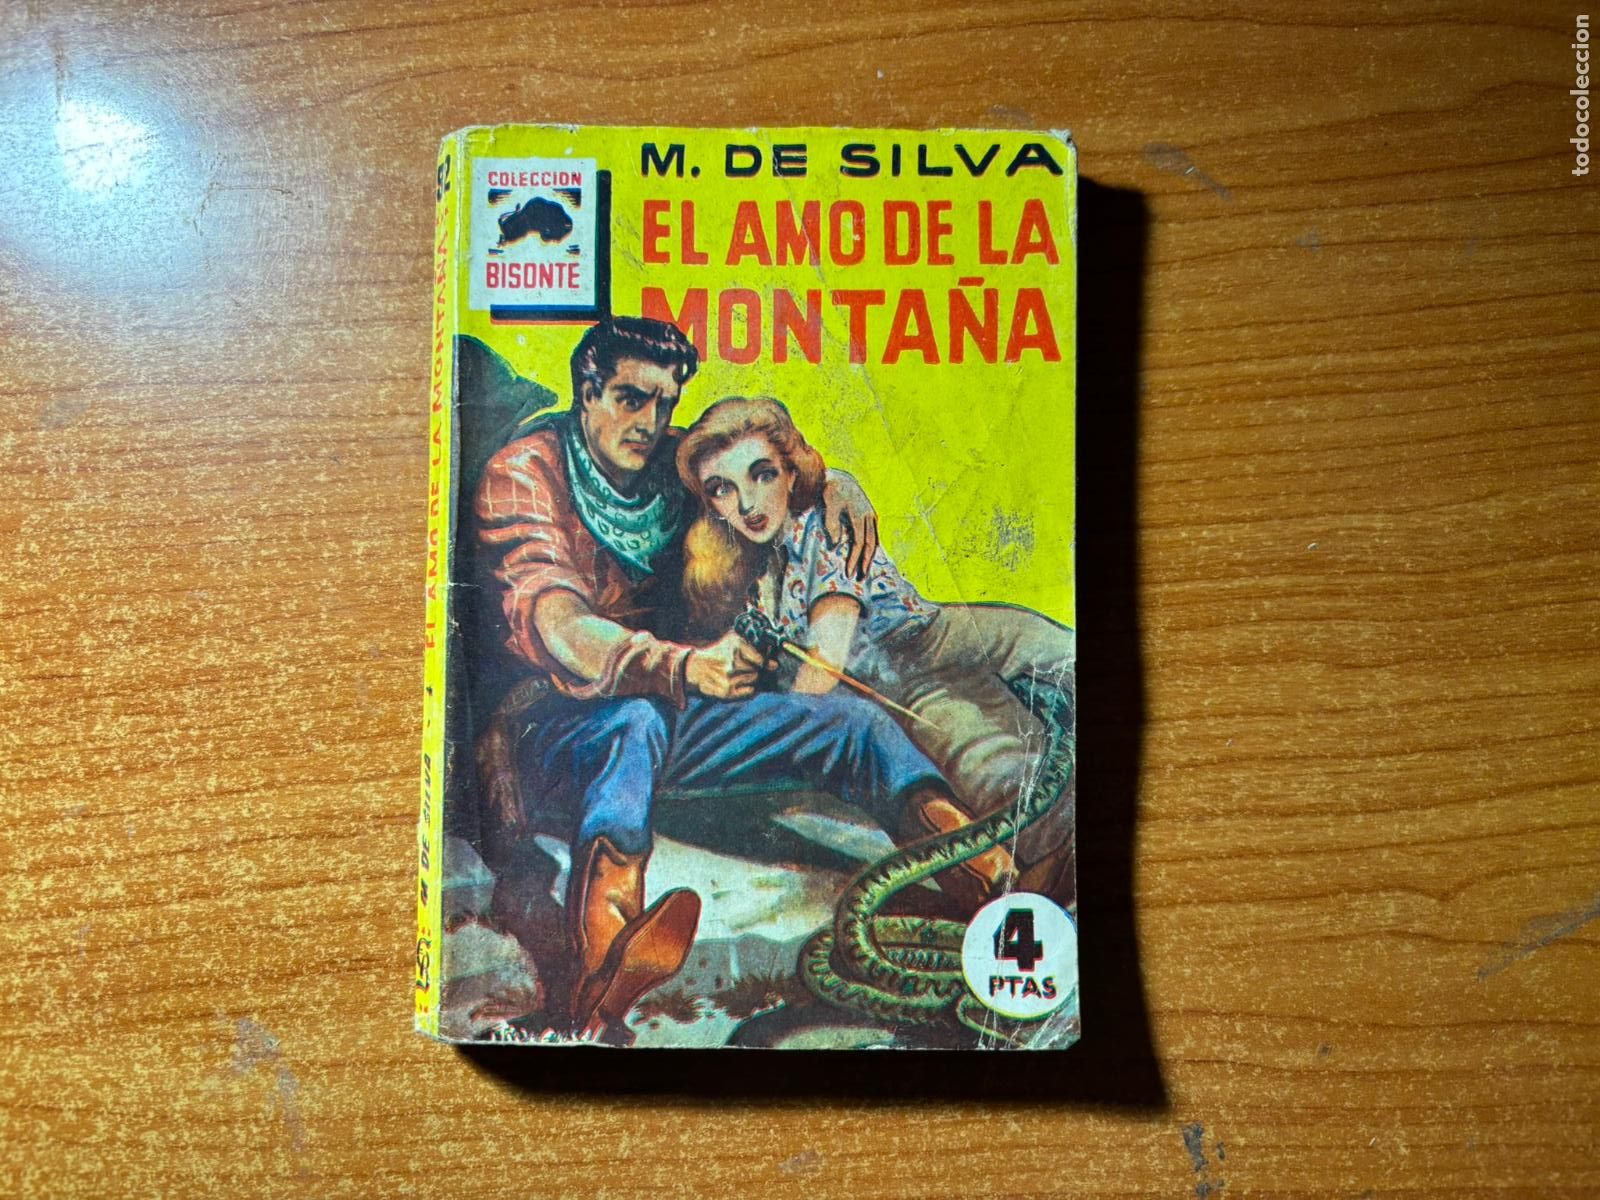 M. DE SILVA
EL AMO DE LA
MONTAÑA
COLECCION
BISONTE
4
PTAS
M DE SILVA - EL AMO DE LA MONTAÑA
todocoleccion